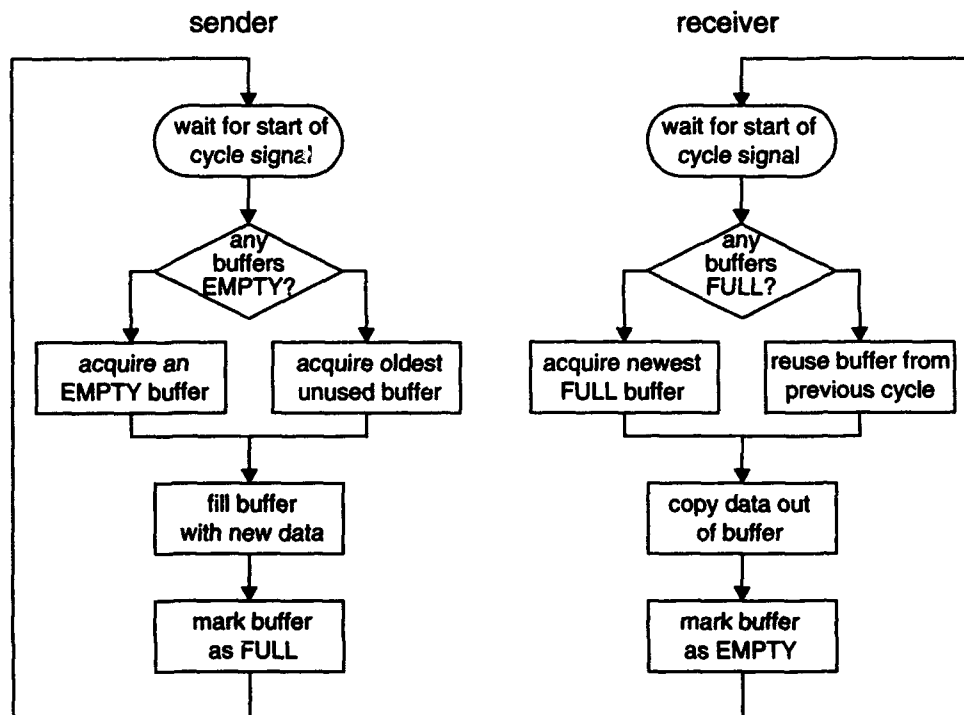 sender
wait for start of
cycle signal
any
buffers
EMPTY?
acquire an
EMPTY buffer
acquire oldest
unused buffer
fill buffer
with new data
mark buffer
as FULL
receiver
wait for start of
cycle signal
any
buffers
FULL?
acquire newest
FULL buffer
reuse buffer from
previous cycle
copy data out
of buffer
mark buffer
as EMPTY